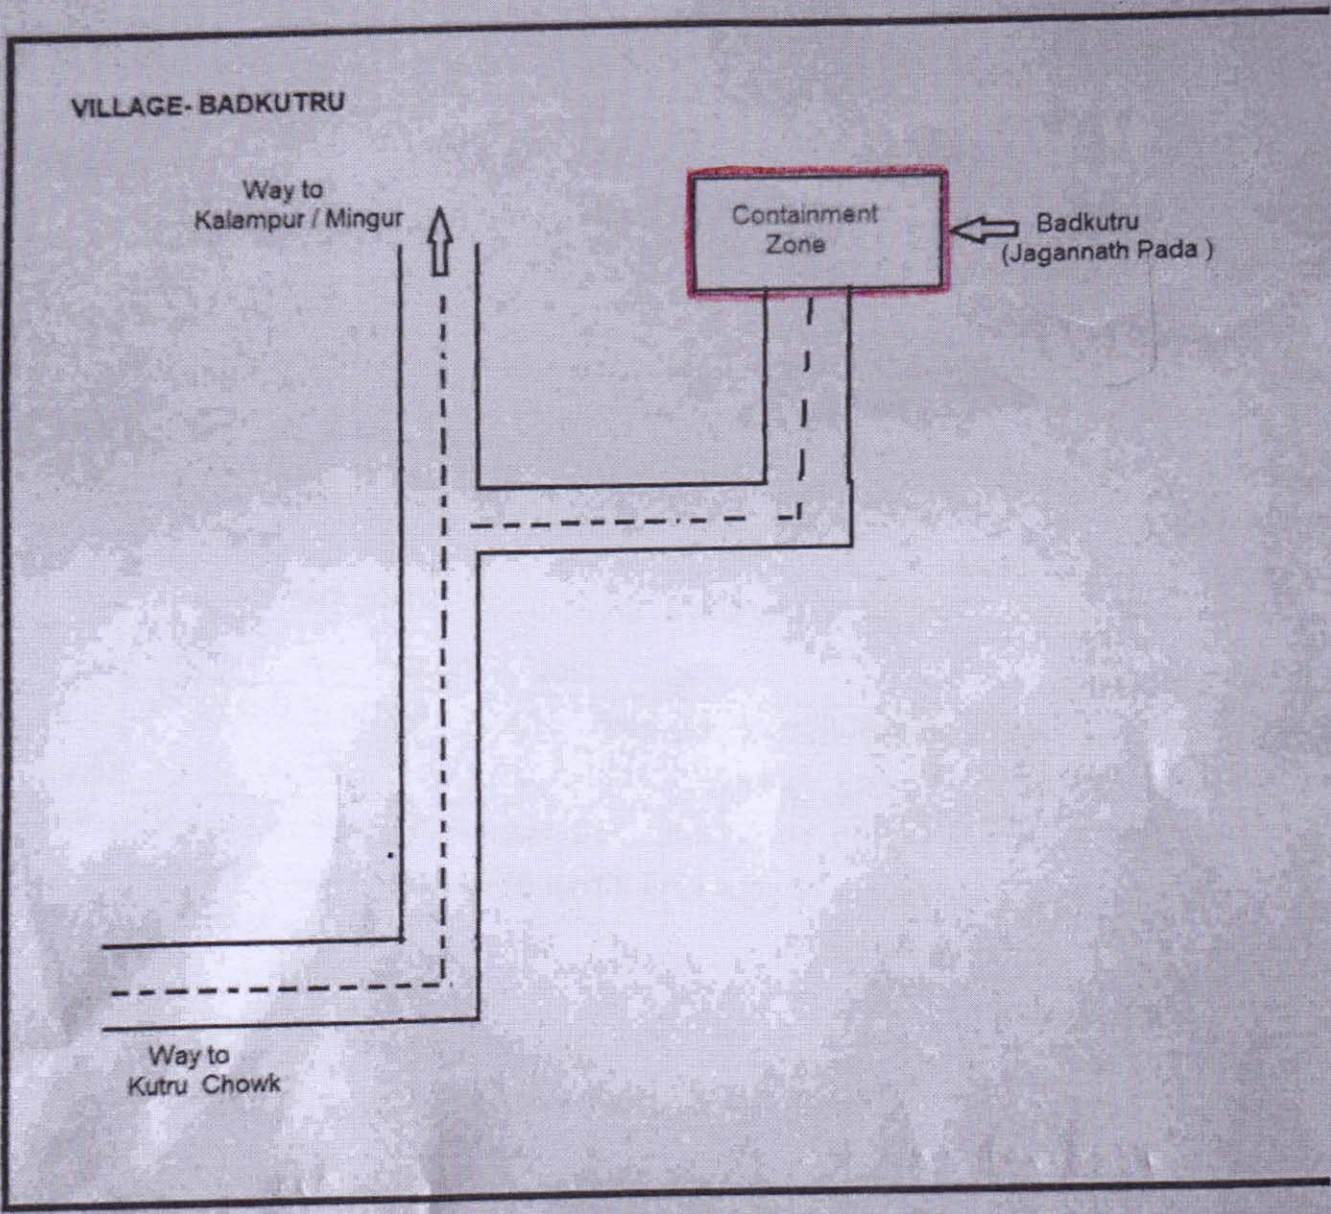 VILLAGE- BADKUTRU
Way to
Kalampur / Mingur
Containment
Zone
Badkutru
(Jagannath Pada )
Way to
Kutru Chowk